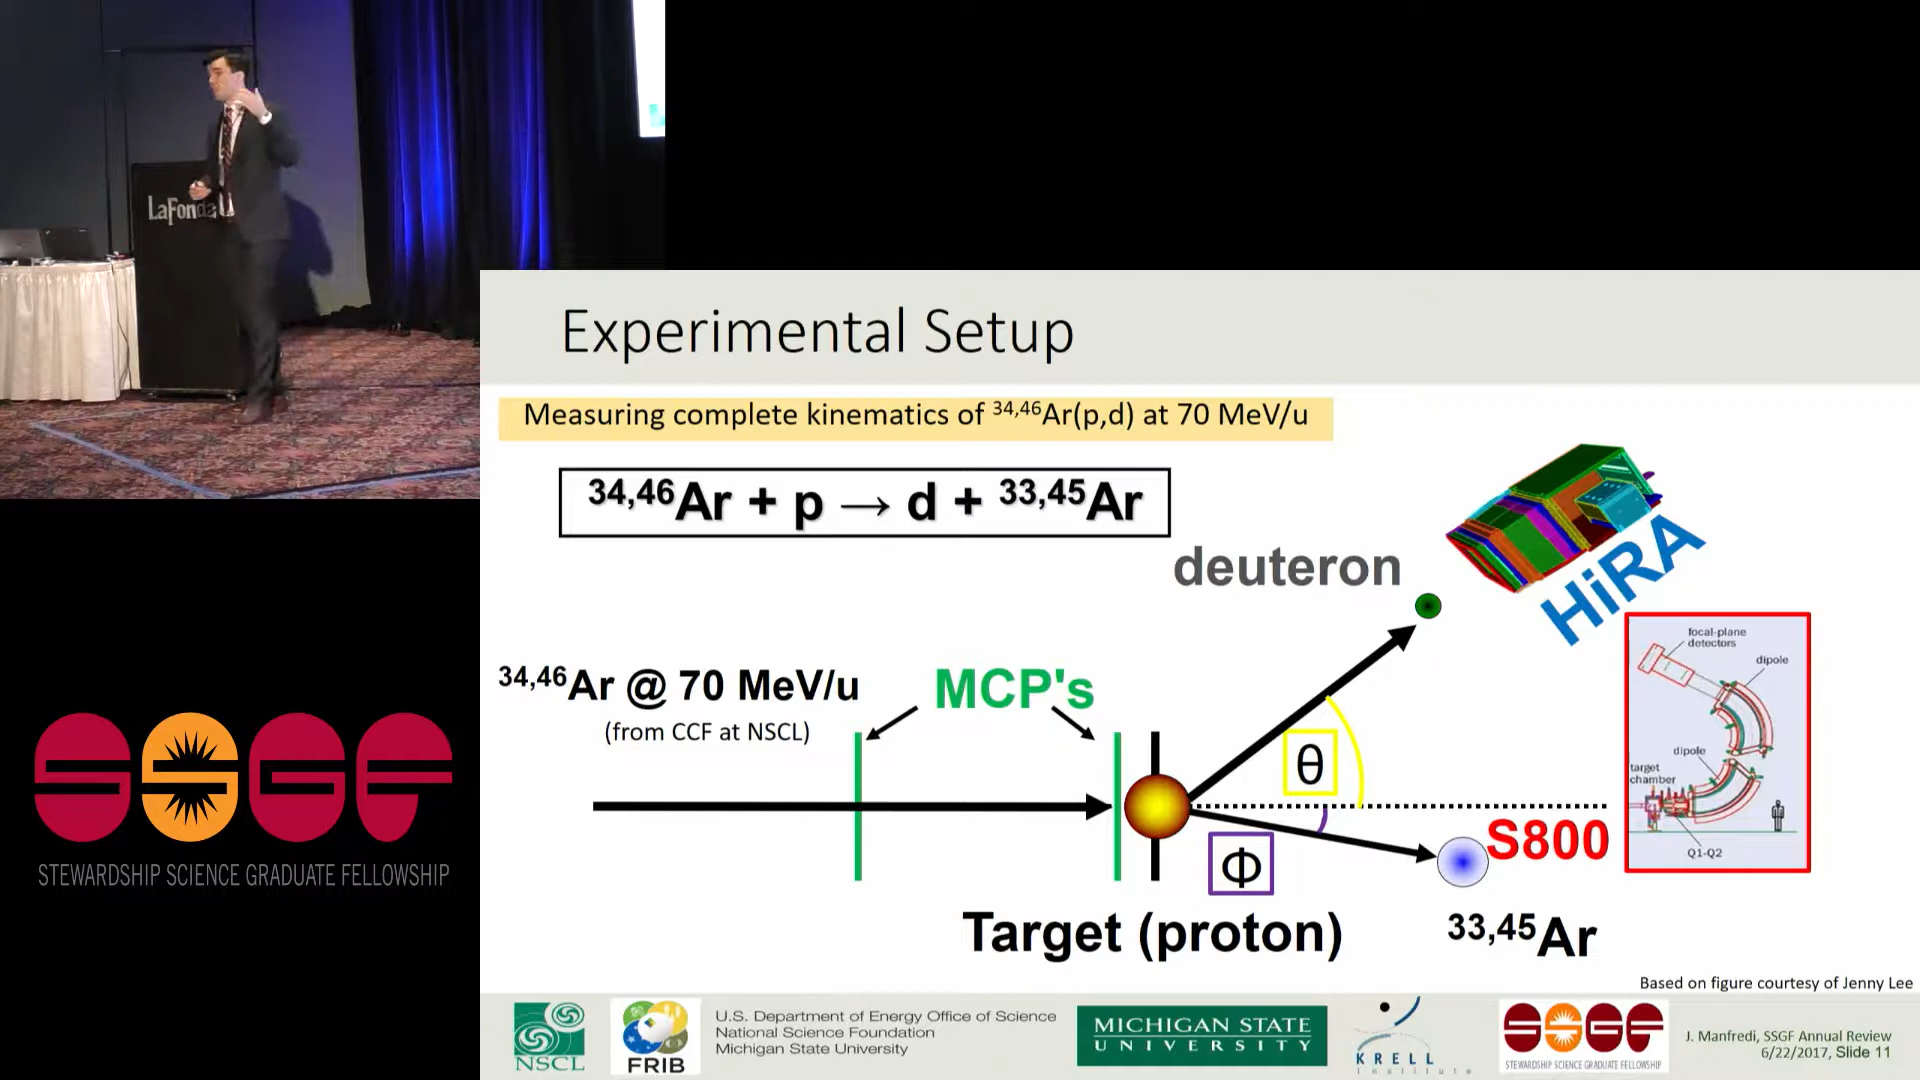 LaFonda
Experimental Setup
Measuring complete kinematics of ³⁴,⁴⁶Ar(p,d) at 70 MeV/u
³⁴,⁴⁶Ar + p → d + ³³,⁴⁵Ar
deuteron
HiRA
focal-plane
detectors
dipole
dipole
target
chamber
Q1-Q2
³⁴,⁴⁶Ar @ 70 MeV/u
(from CCF at NSCL)
MCP's
θ
Φ
S800
Target (proton)
³³,⁴⁵Ar
Based on figure courtesy of Jenny Lee
SSGF
STEWARDSHIP SCIENCE GRADUATE FELLOWSHIP
NSCL
FRIB
U.S. Department of Energy Office of Science
National Science Foundation
Michigan State University
MICHIGAN STATE
UNIVERSITY
KRELL
Institute
SSGF
STEWARDSHIP SCIENCE GRADUATE FELLOWSHIP
J. Manfredi, SSGF Annual Review
6/22/2017, Slide 11